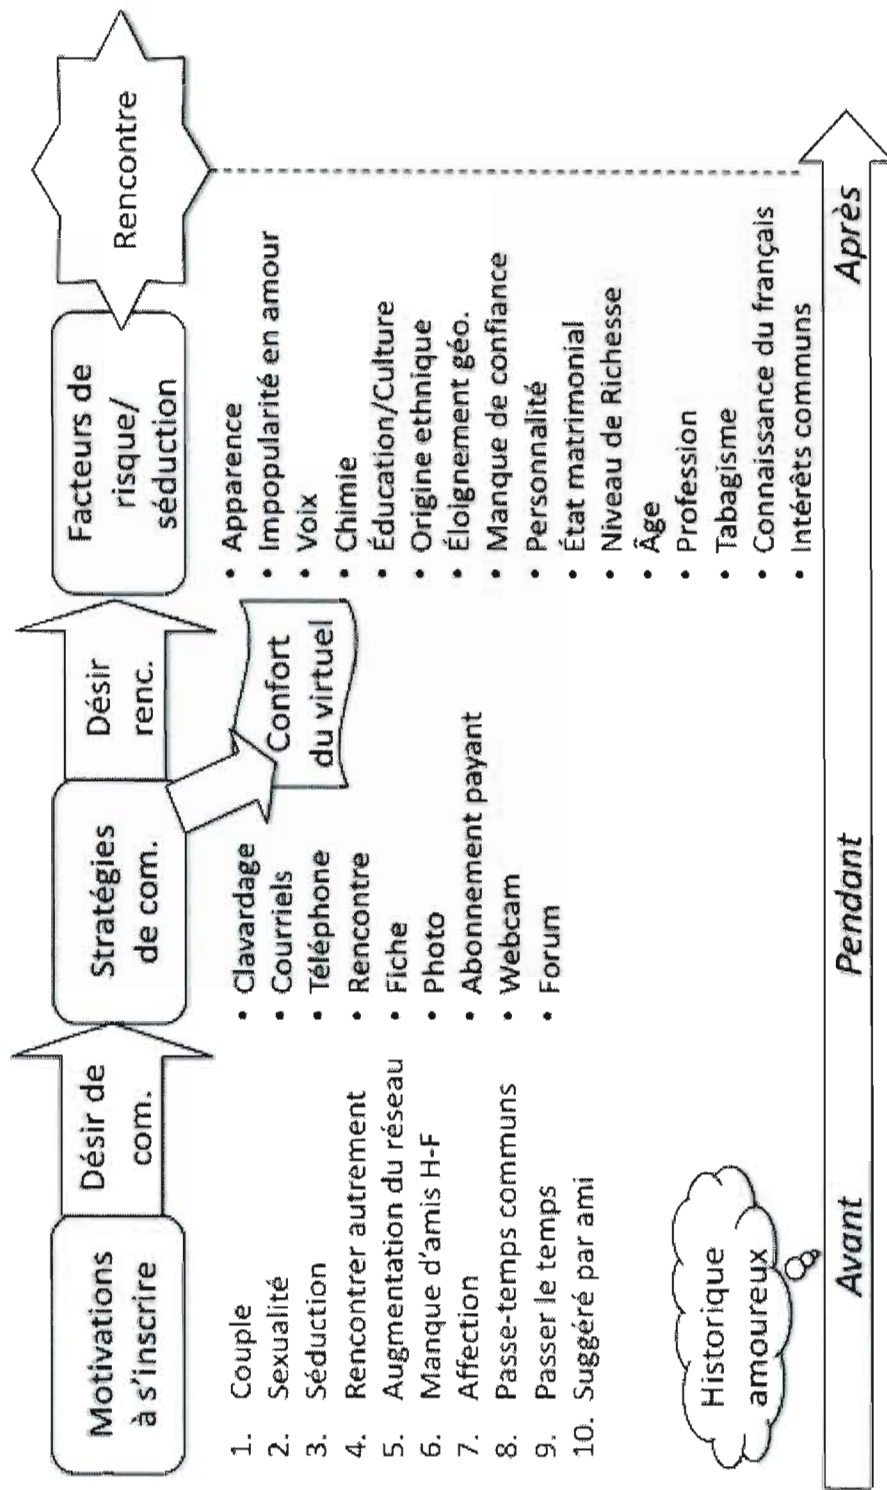 Motivations
à s'inscrire
Désir de
com.
Stratégies
de com.
Désir
renc.
Facteurs de
risque/
séduction
Rencontre
1. Couple
2. Sexualité
3. Séduction
4. Rencontrer autrement
5. Augmentation du réseau
6. Manque d'amis H-F
7. Affection
8. Passe-temps communs
9. Passer le temps
10. Suggéré par ami
• Clavardage
• Courriels
• Téléphone
• Rencontre
• Fiche
• Photo
• Abonnement payant
• Webcam
• Forum
Confort
du virtuel
• Apparence
• Impopularité en amour
• Voix
• Chimie
• Éducation/Culture
• Origine ethnique
• Éloignement géo.
• Manque de confiance
• Personnalité
• État matrimonial
• Niveau de Richesse
• Âge
• Profession
• Tabagisme
• Connaissance du français
• Intérêts communs
Historique
amoureux
Avant
Pendant
Après